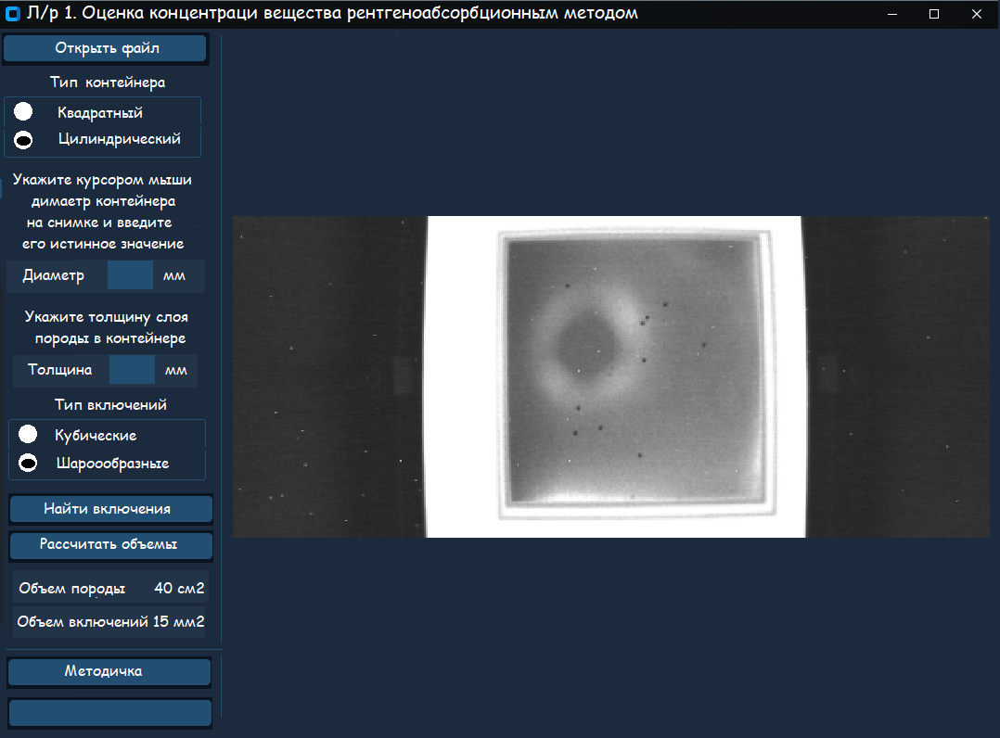 Л/р 1. Оценка концентраци вещества рентгеноабсорбционным методом
Открыть файл
Тип контейнера
Квадратный
Цилиндрический
Укажите курсором мыши
димаетр контейнера
на снимке и введите
его истинное значение
Диаметр мм
Укажите толщину слоя
породы в контейнере
Толщина мм
Тип включений
Кубические
Шароообразные
Найти включения
Рассчитать объемы
Объем породы 40 см2
Объем включений 15 мм2
Методичка